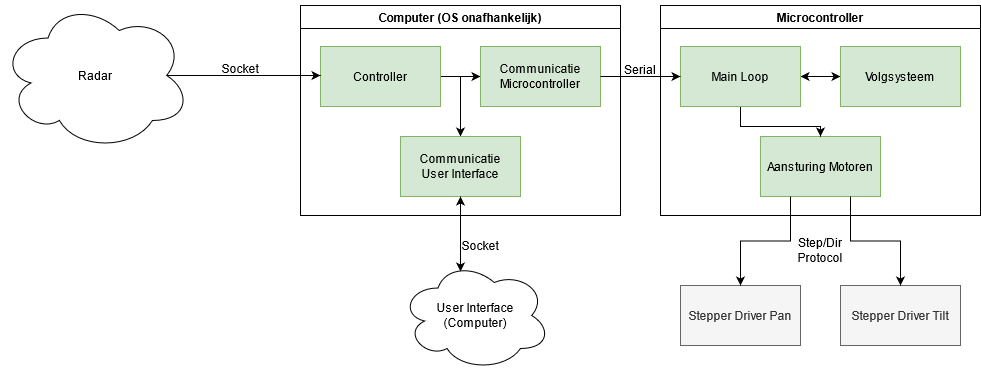 Computer (OS onafhankelijk)
Microcontroller
Radar
Socket
Controller
Communicatie
Microcontroller
Serial
Main Loop
Volgsysteem
Communicatie
User Interface
Aansturing Motoren
Socket
Step/Dir
Protocol
User Interface
(Computer)
Stepper Driver Pan
Stepper Driver Tilt